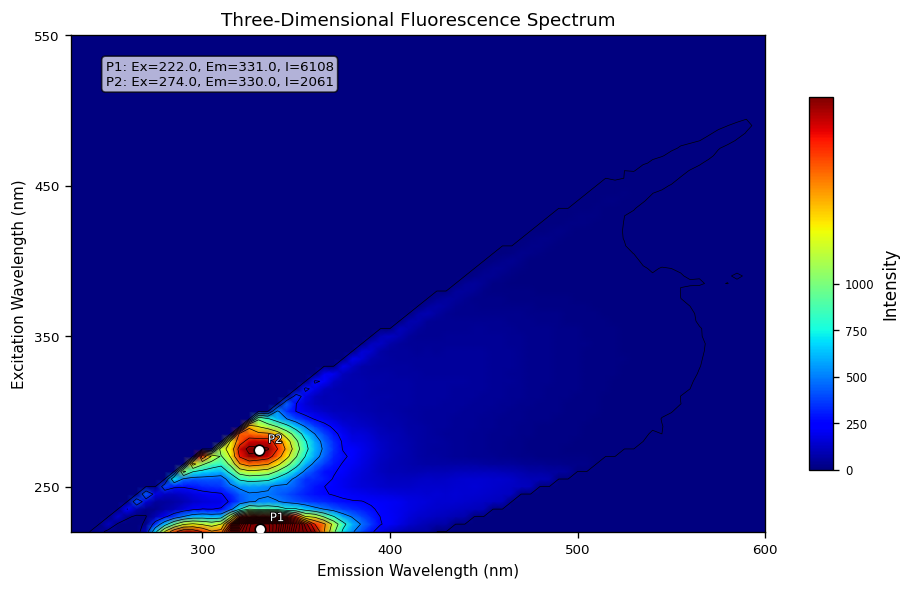 Three-Dimensional Fluorescence Spectrum
P1: Ex=222.0, Em=331.0, I=6108
P2: Ex=274.0, Em=330.0, I=2061
550
450
350
250
Excitation Wavelength (nm)
P2
P1
300
400
500
600
Emission Wavelength (nm)
1000
750
500
250
0
Intensity